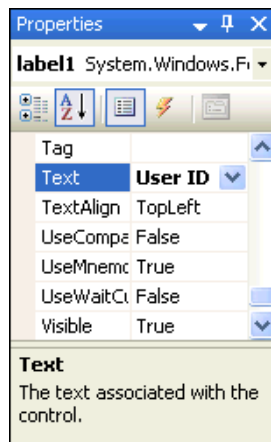 Properties
label1 System.Windows.F
Tag
Text User ID
TextAlign TopLeft
UseCompa False
UseMnemo True
UseWaitCu False
Visible True
Text
The text associated with the
control.